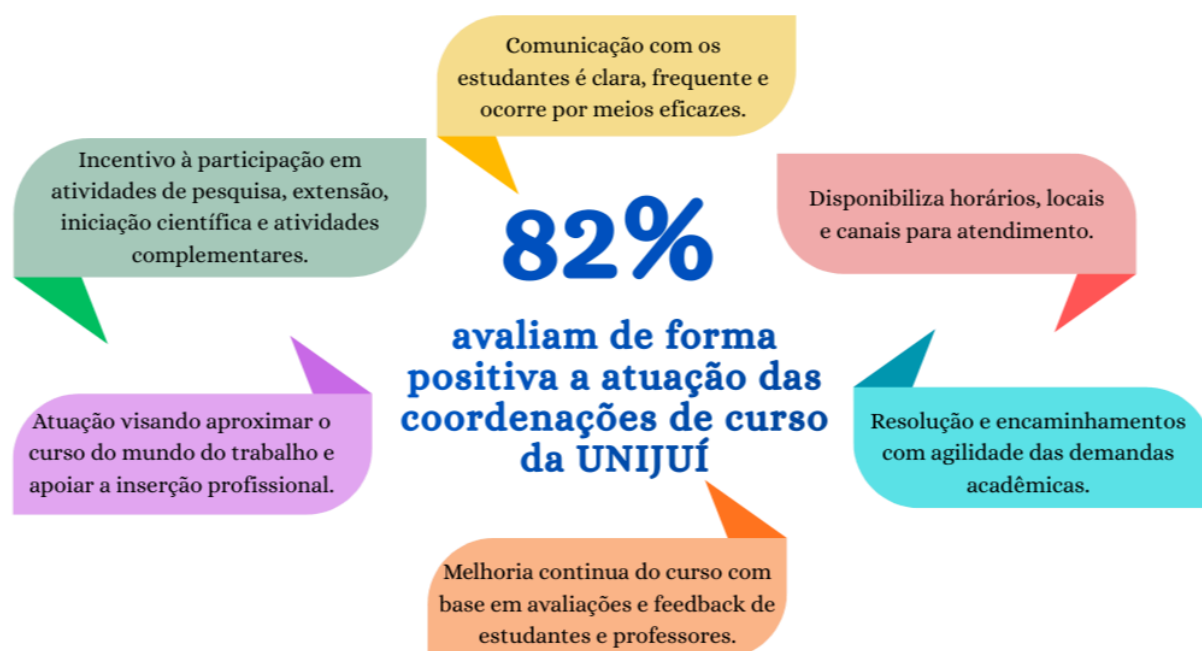 Comunicação com os
estudantes é clara, frequente e
ocorre por meios eficazes.
Incentivo à participação em
atividades de pesquisa, extensão,
iniciação científica e atividades
complementares.
82%
avaliam de forma
positiva a atuação das
coordenações de curso
da UNIJUÍ
Disponibiliza horários, locais
e canais para atendimento.
Atuação visando aproximar o
curso do mundo do trabalho e
apoiar a inserção profissional.
Resolução e encaminhamentos
com agilidade das demandas
acadêmicas.
Melhoria continua do curso com
base em avaliações e feedback de
estudantes e professores.